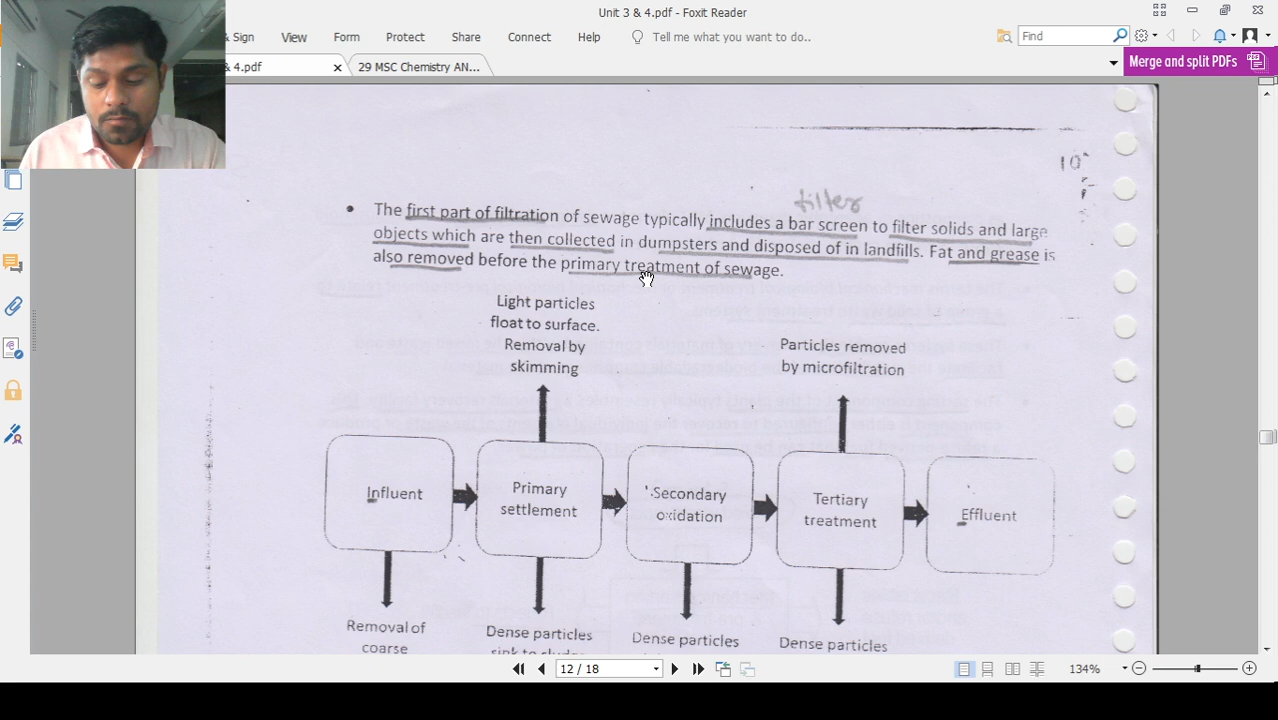 Unit 3 & 4.pdf - Foxit Reader
& Sign View Form Protect Share Connect Help Tell me what you want to do.. Find
& 4.pdf 29 MSC Chemistry AN... Merge and split PDFs
10
filter
• The first part of filtration of sewage typically includes a bar screen to filter solids and large
objects which are then collected in dumpsters and disposed of in landfills. Fat and grease is
also removed before the primary treatment of sewage.
Light particles
float to surface.
Removal by
skimming
Particles removed
by microfiltration
Influent
Primary
settlement
Secondary
oxidation
Tertiary
treatment
Effluent
Removal of
coarse
Dense particles
sink to sludge
Dense particles
Dense particles
12 / 18
134%